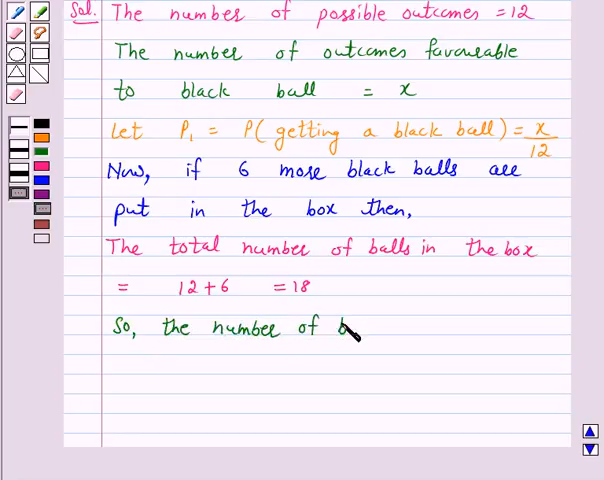 Sol. The number of possible outcomes = 12
The number of outcomes favourable
to black ball = x
Let P₁ = P( getting a black ball) = x/12
Now, if 6 more black balls are
put in the box then,
The total number of balls in the box
= 12 + 6 = 18
So, the number of b